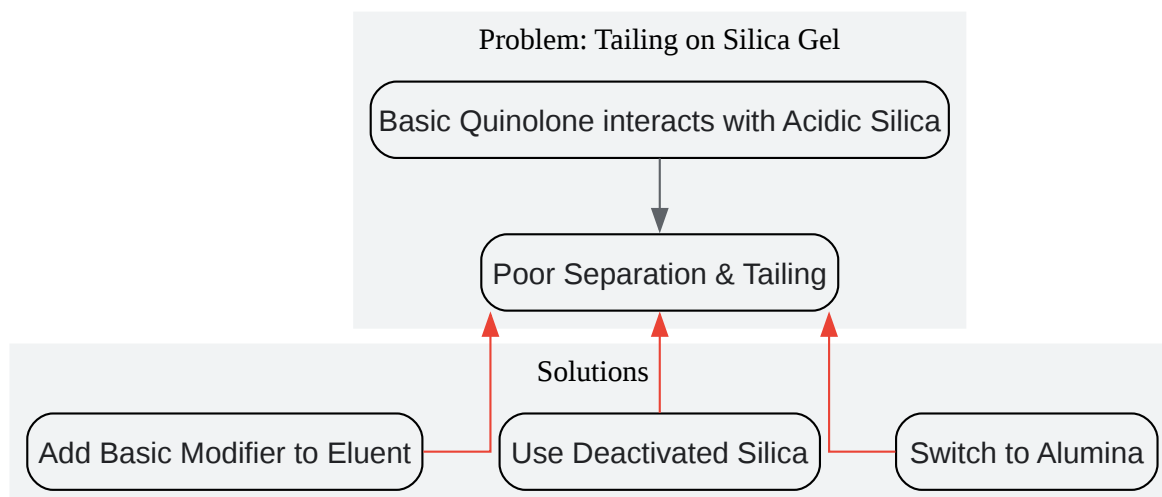 Problem: Tailing on Silica Gel
Basic Quinolone interacts with Acidic Silica
Poor Separation & Tailing
Solutions
Add Basic Modifier to Eluent
Use Deactivated Silica
Switch to Alumina